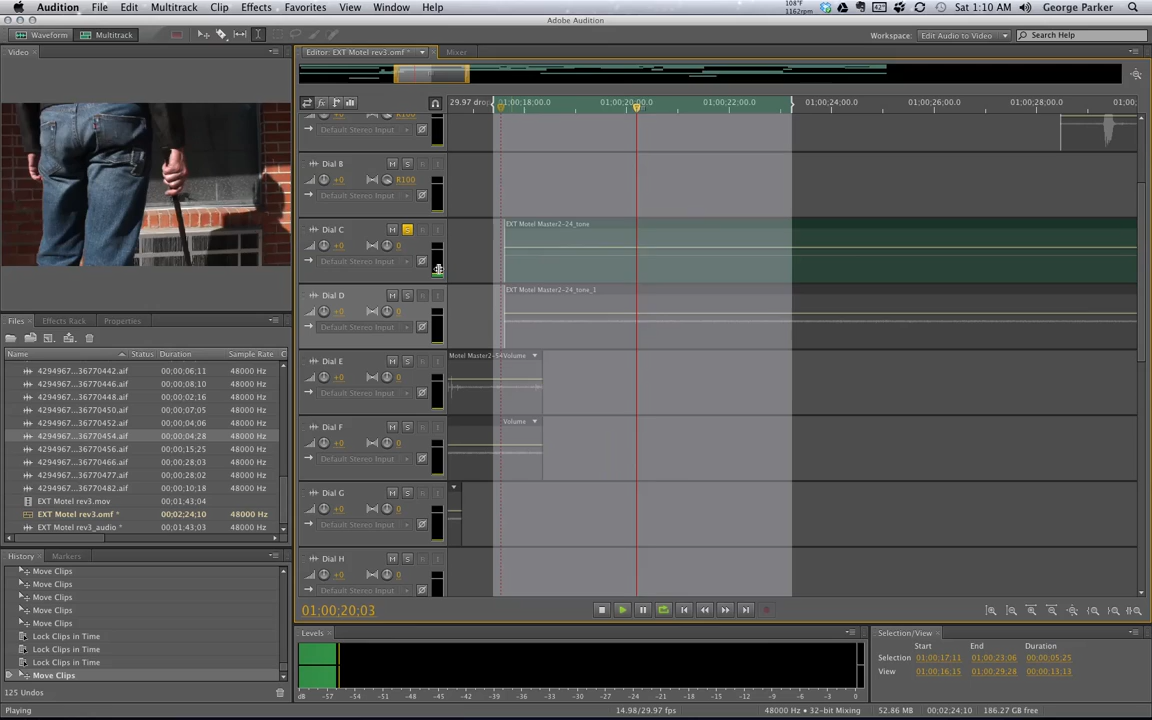 Audition File Edit Multitrack Clip Effects Favorites View Window Help 108°F 1162rpm Sat 1:10 AM George Parker
Adobe Audition
Waveform Multitrack Workspace: Edit Audio to Video Search Help
Video
Editor: EXT Motel rev3.omf * Mixer
29.97 drop 01:00:18;00.0 01:00:20;00.0 01:00:22;00.0 01:00:24;00.0 01:00:26;00.0 01:00:28;00.0 01:00:
R100
Default Stereo Input
Dial B M S R I
+0 R100
Default Stereo Input
Dial C M S R I
+0 0
Default Stereo Input
EXT Motel Master2-24_tone
Dial D M S R I
+0 0
Default Stereo Input
EXT Motel Master2-24_tone_1
Dial E M S R I
+0 0
Default Stereo Input
Motel Master2-54 Volume
Dial F M S R I
+0 0
Default Stereo Input
Volume
Dial G M S R I
+0 0
Default Stereo Input
Dial H M S R I
+0 0
01:00:20;03
Files Effects Rack Properties
Name Status Duration Sample Rate C
4294967...36770442.aif 00;00;06;11 48000 Hz
4294967...36770446.aif 00;00;08;10 48000 Hz
4294967...36770448.aif 00;00;02;16 48000 Hz
4294967...36770450.aif 00;00;07;05 48000 Hz
4294967...36770452.aif 00;00;04;06 48000 Hz
4294967...36770454.aif 00;00;04;28 48000 Hz
4294967...36770456.aif 00;00;15;25 48000 Hz
4294967...36770466.aif 00;00;28;03 48000 Hz
4294967...36770477.aif 00;00;28;02 48000 Hz
4294967...36770482.aif 00;00;10;18 48000 Hz
EXT Motel rev3.mov 00;01;43;04
EXT Motel rev3.omf * 00;02;24;10 48000 Hz
EXT Motel rev3_audio * 00;01;43;03 48000 Hz
History Markers
Move Clips
Move Clips
Move Clips
Move Clips
Move Clips
Lock Clips in Time
Lock Clips in Time
Lock Clips in Time
Move Clips
125 Undos
Levels
dB -57 -54 -51 -48 -45 -42 -39 -36 -33 -30 -27 -24 -21 -18 -15 -12 -9 -6 -3 0
Selection/View
Start End Duration
Selection 01:00:17;11 01:00:23;06 00:00:05;25
View 01:00:16;15 01:00:29;28 00:00:13;13
Playing 14.98/29.97 fps 48000 Hz • 32-bit Mixing 52.86 MB 00;02;24;10 186.27 GB free